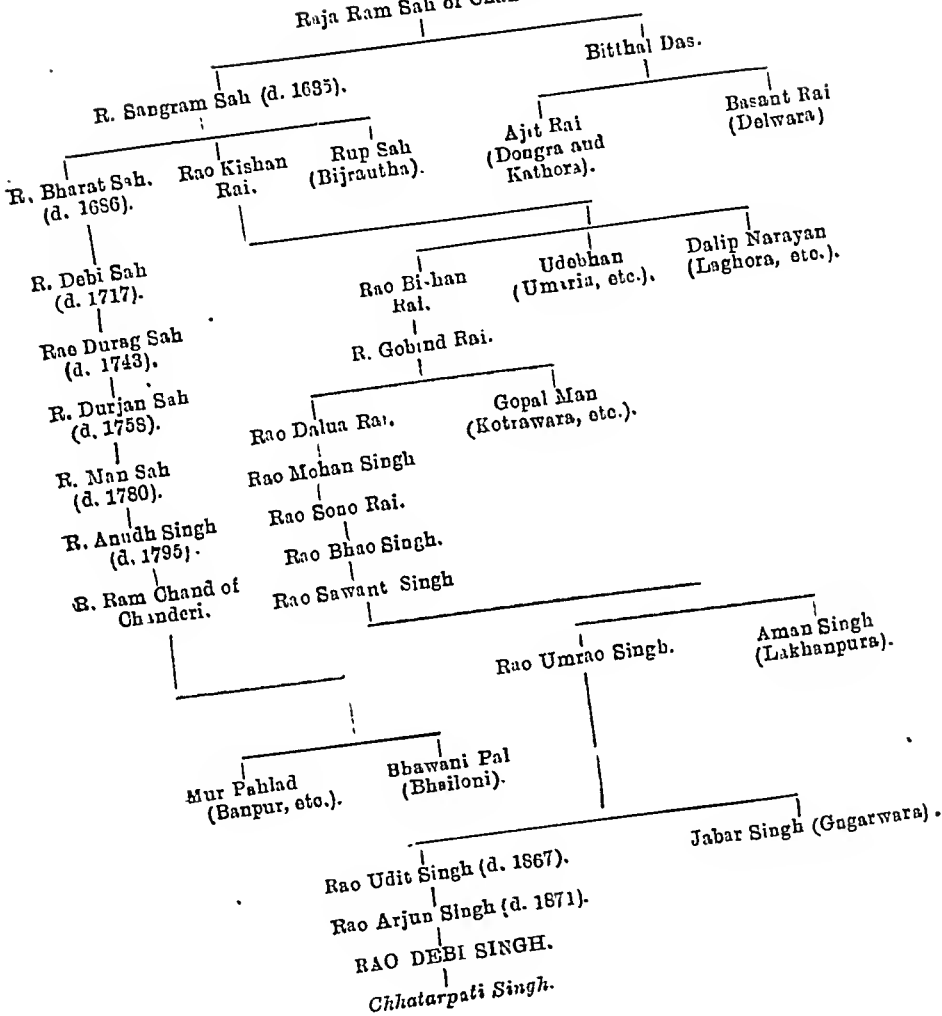 Raja Ram Sah of
Bitthal Das.
R. Sangram Sah (d. 1685).
Ajit Rai
(Dongra and
Kathora).
Basant Rai
(Delwara)
R. Bharat Sah.
(d. 1686).
Rao Kishan
Rai.
Rup Sah
(Bijrautha).
R. Debi Sah
(d. 1717).
Rao Bishan
Rai.
Udebhan
(Umaria, etc.).
Dalip Narayan
(Laghora, etc.).
Rao Durag Sah
(d. 1743).
R. Gobind Rai.
R. Durjan Sah
(d. 1758).
Rao Dalua Rai.
Gopal Man
(Kotrawara, etc.).
R. Man Sah
(d. 1780).
Rao Mohan Singh
R. Anudh Singh
(d. 1795).
Rao Sono Rai.
Rao Bhao Singh.
R. Ram Chand of
Chanderi.
Rao Sawant Singh
Rao Umrao Singh.
Aman Singh
(Lakhanpura).
Mur Pahlad
(Banpur, etc.).
Bhawani Pal
(Bhailoni).
Rao Udit Singh (d. 1867).
Jabar Singh (Gugarwara).
Rao Arjun Singh (d. 1871).
RAO DEBI SINGH.
Chhatarpati Singh.